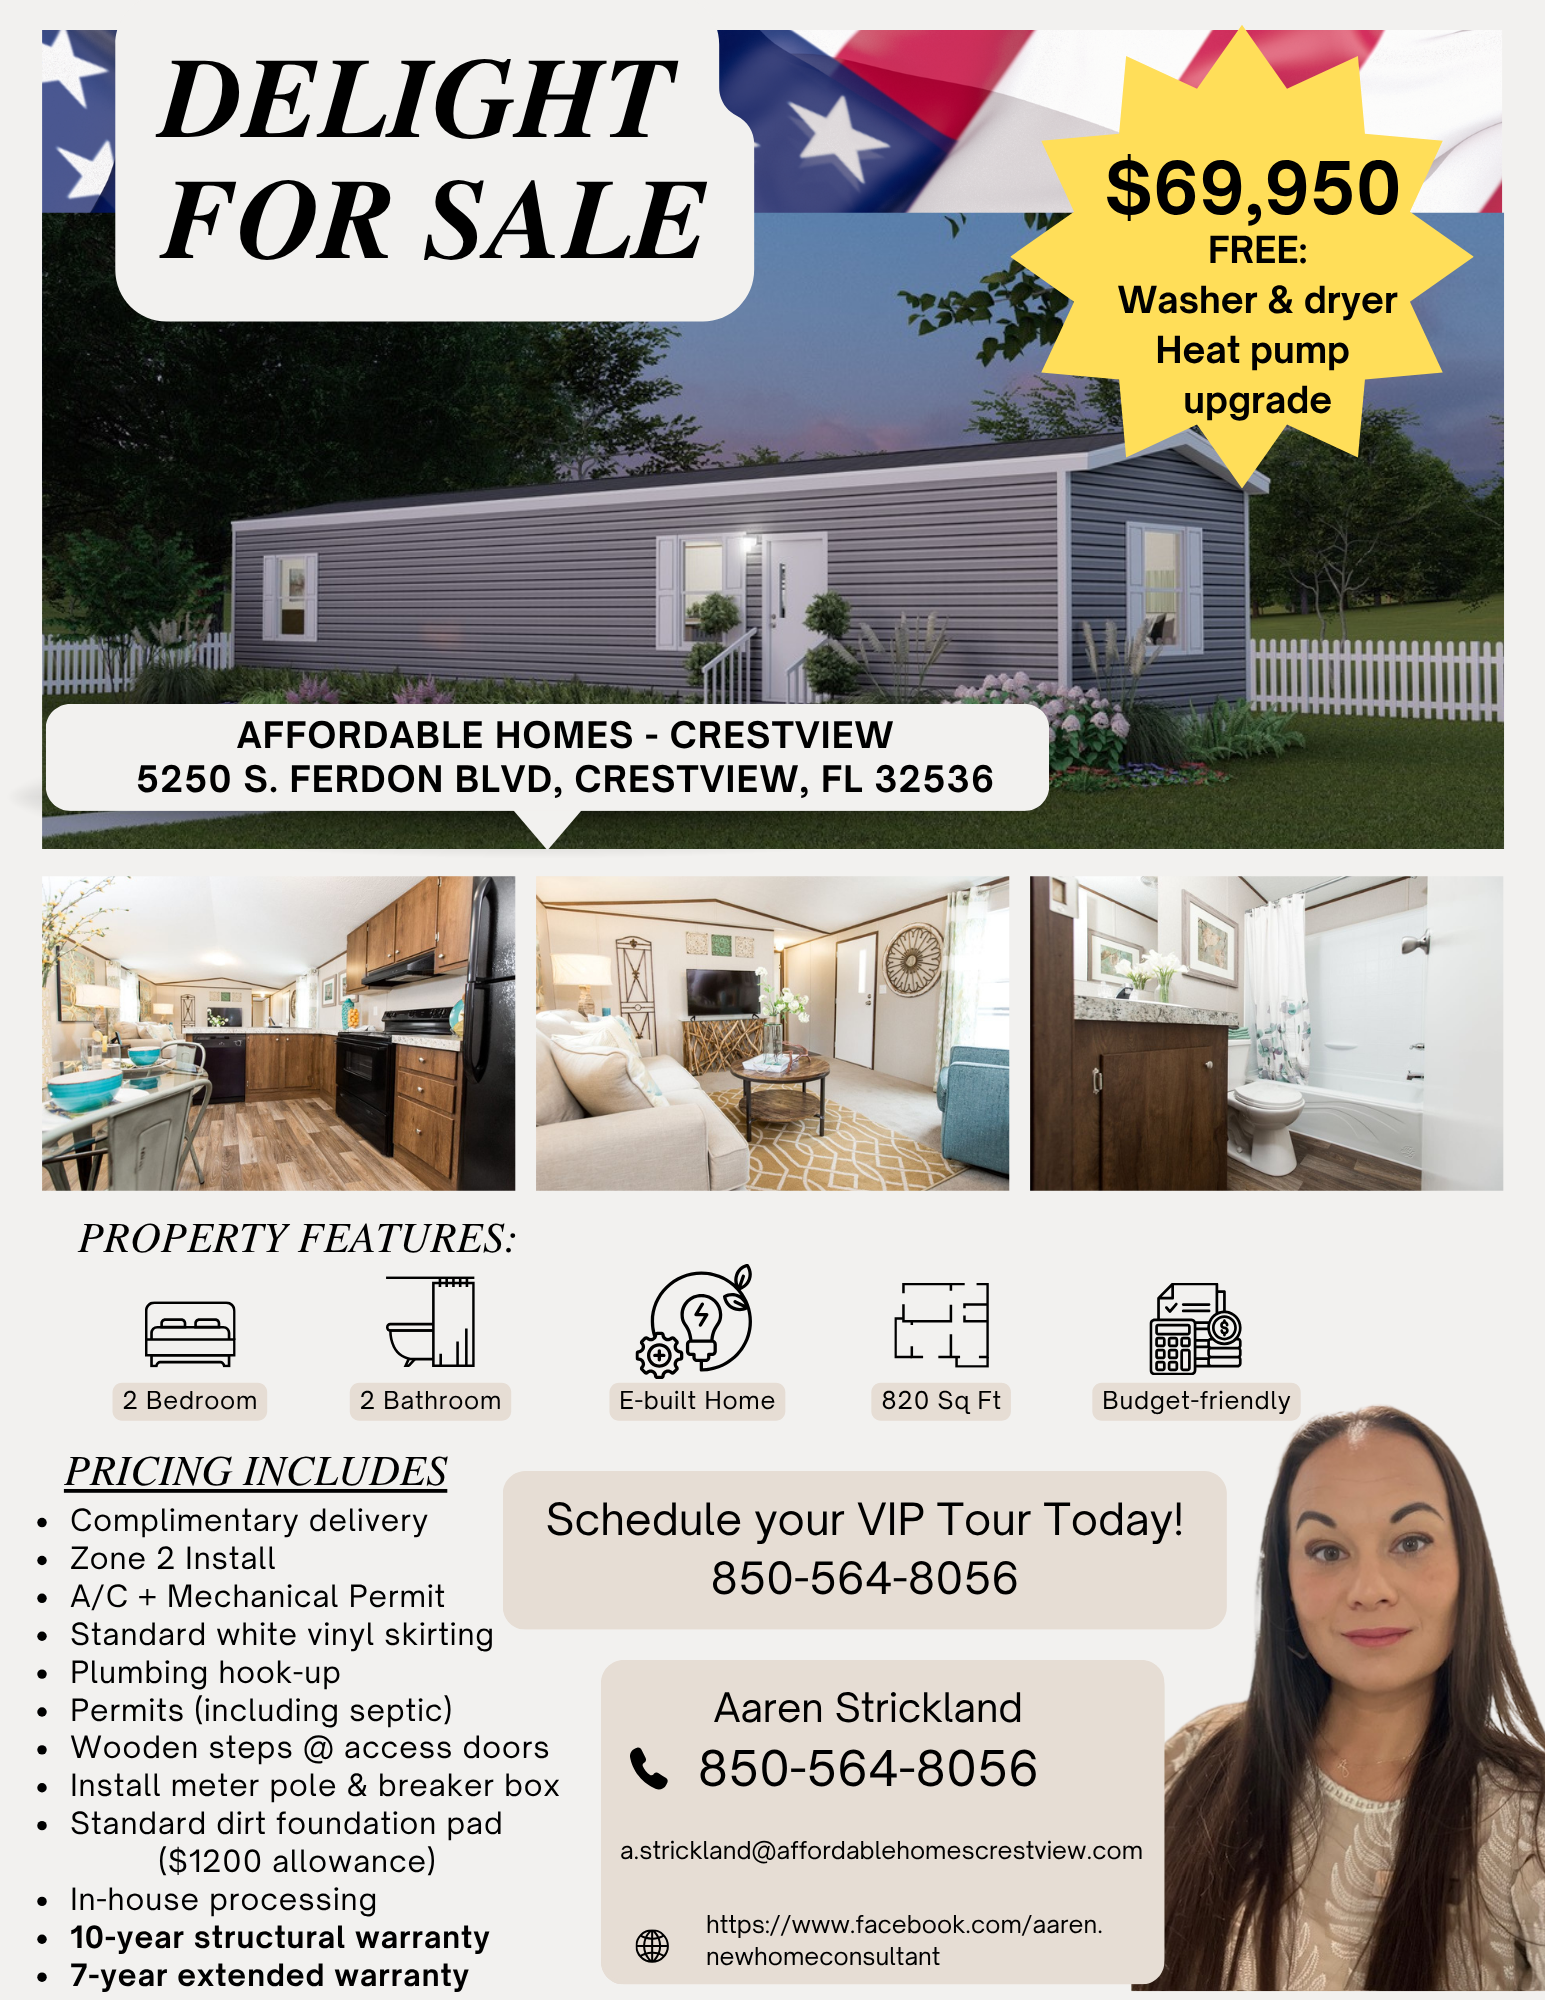 DELIGHT
FOR SALE
$69,950
FREE:
Washer & dryer
Heat pump
upgrade
AFFORDABLE HOMES - CRESTVIEW
5250 S. FERDON BLVD, CRESTVIEW, FL 32536
PROPERTY FEATURES:
2 Bedroom
2 Bathroom
E-built Home
820 Sq Ft
Budget-friendly
PRICING INCLUDES
• Complimentary delivery
• Zone 2 Install
• A/C + Mechanical Permit
• Standard white vinyl skirting
• Plumbing hook-up
• Permits (including septic)
• Wooden steps @ access doors
• Install meter pole & breaker box
• Standard dirt foundation pad
($1200 allowance)
• In-house processing
• 10-year structural warranty
• 7-year extended warranty
Schedule your VIP Tour Today!
850-564-8056
Aaren Strickland
850-564-8056
a.strickland@affordablehomescrestview.com
https://www.facebook.com/aaren.
newhomeconsultant